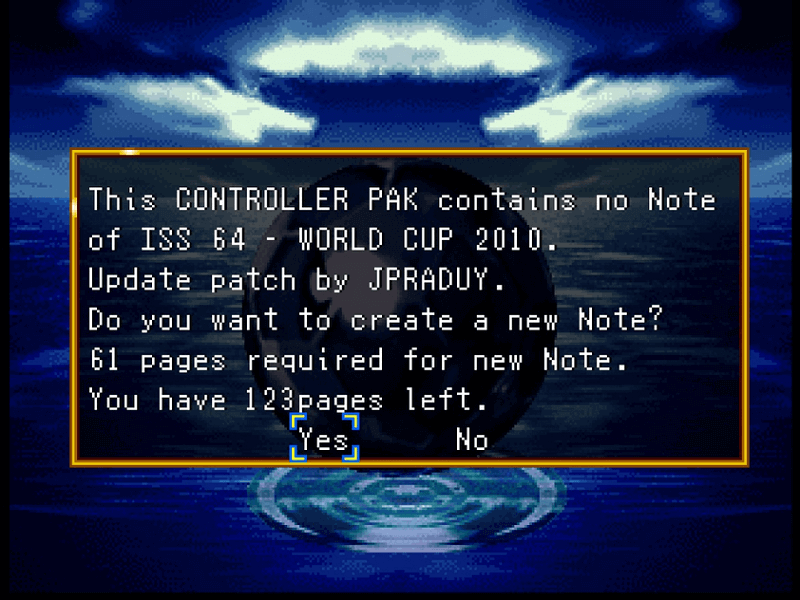 This CONTROLLER PAK contains no Note
of ISS 64 - WORLD CUP 2010.
Update patch by JPRADUY.
Do you want to create a new Note?
61 pages required for new Note.
You have 123pages left.
Yes No